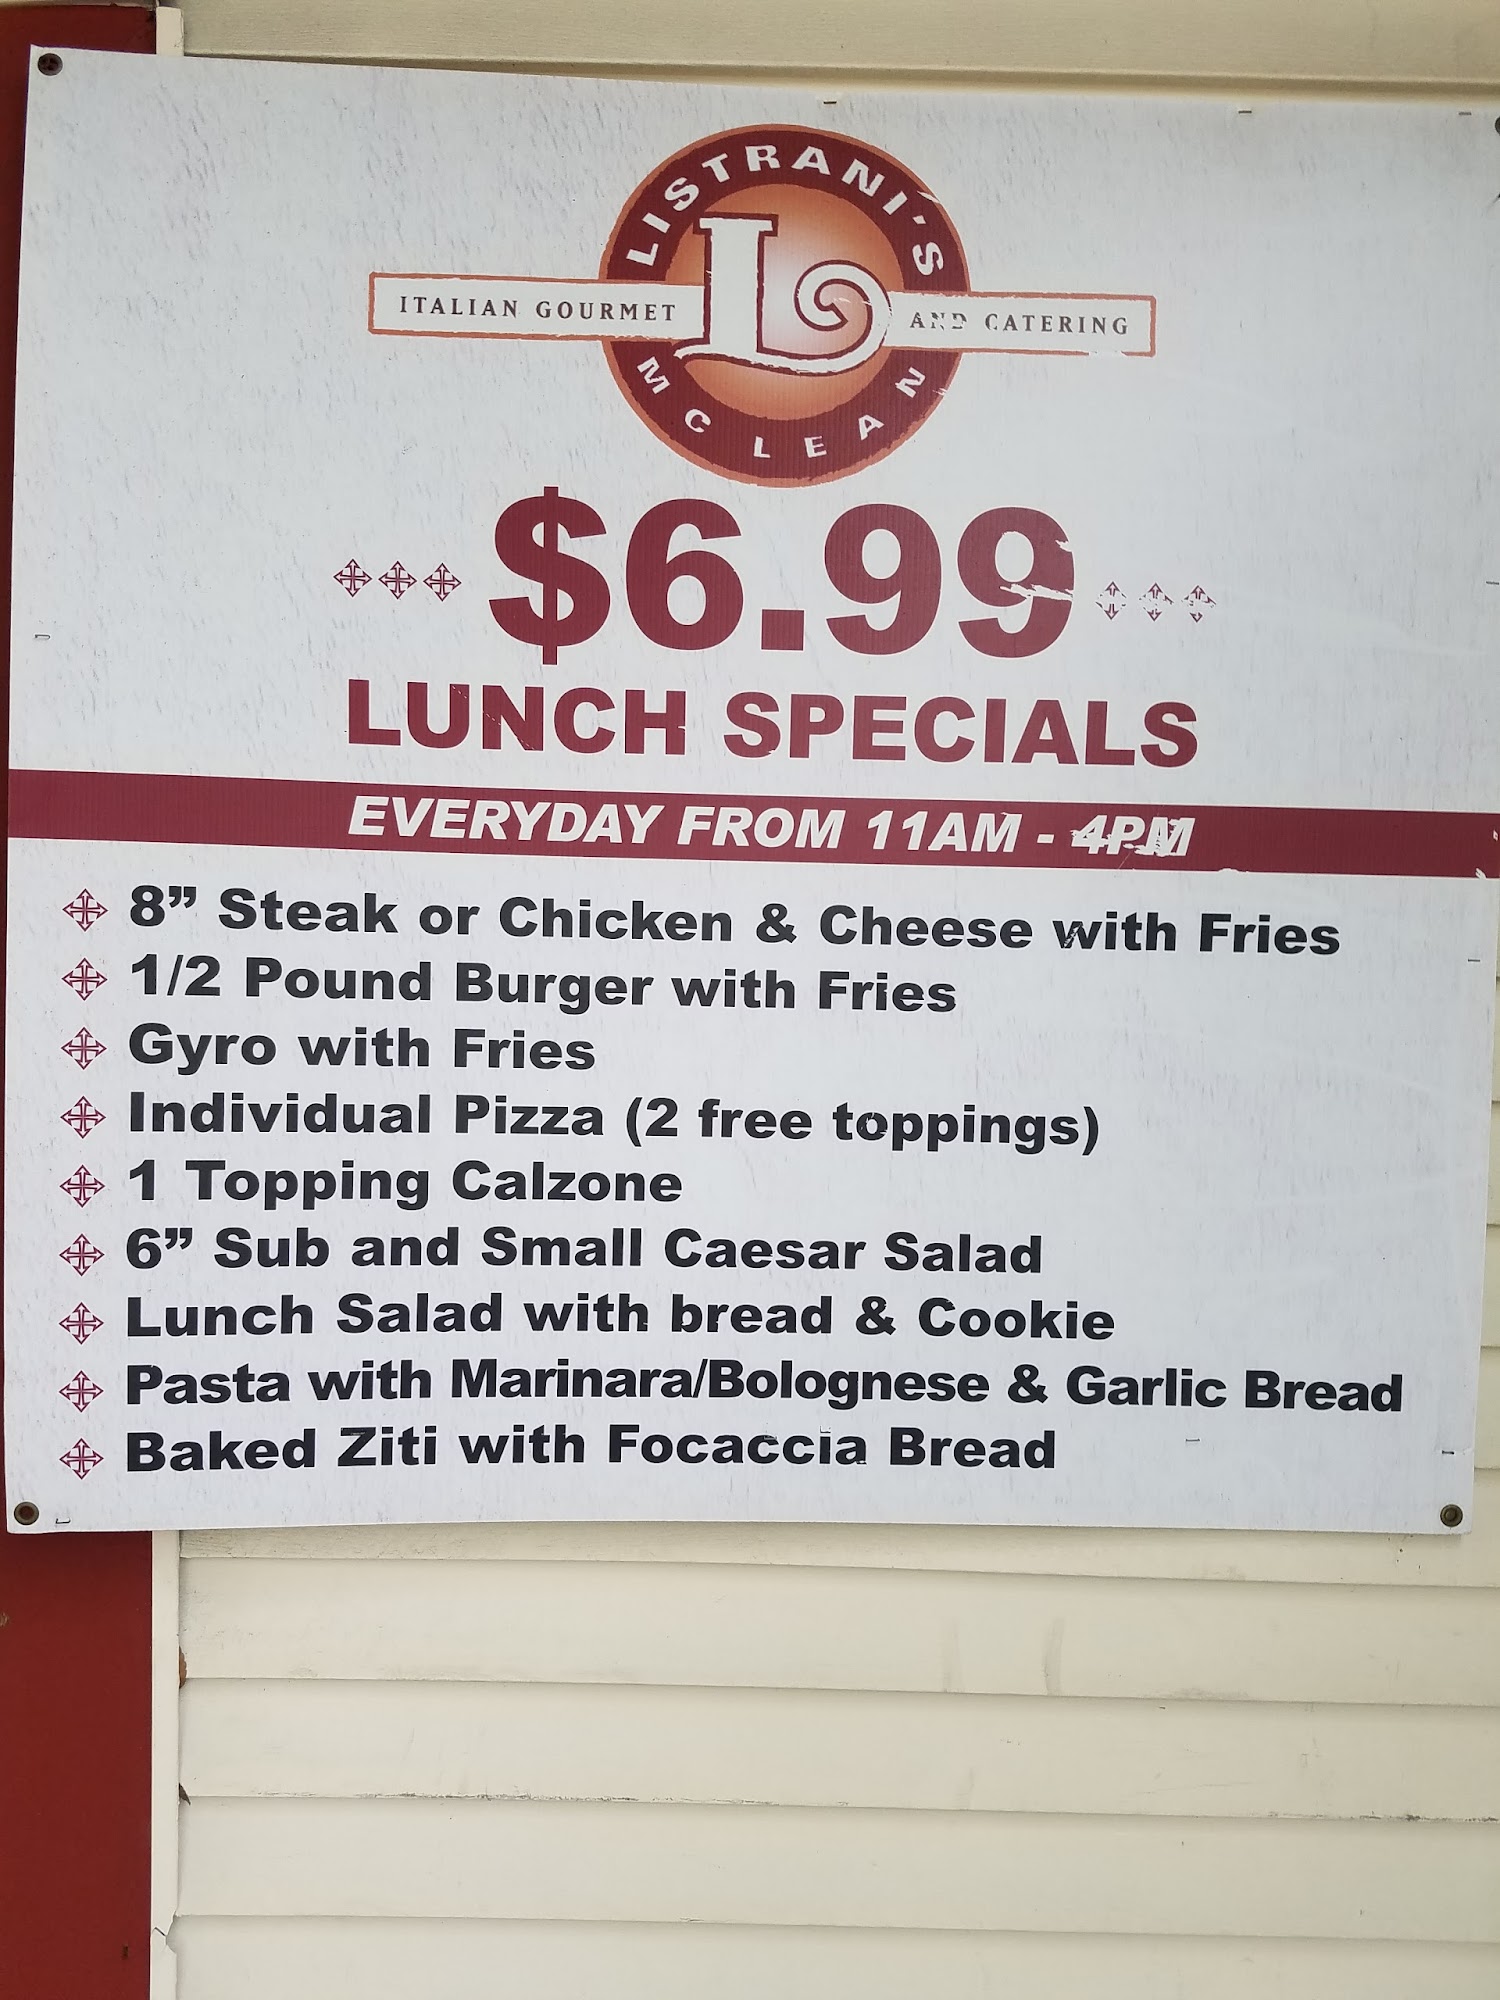 LISTRANI'S
ITALIAN GOURMET AND CATERING
L
MCLEAN
$6.99
LUNCH SPECIALS
EVERYDAY FROM 11AM - 4PM
8” Steak or Chicken & Cheese with Fries
1/2 Pound Burger with Fries
Gyro with Fries
Individual Pizza (2 free toppings)
1 Topping Calzone
6” Sub and Small Caesar Salad
Lunch Salad with bread & Cookie
Pasta with Marinara/Bolognese & Garlic Bread
Baked Ziti with Focaccia Bread